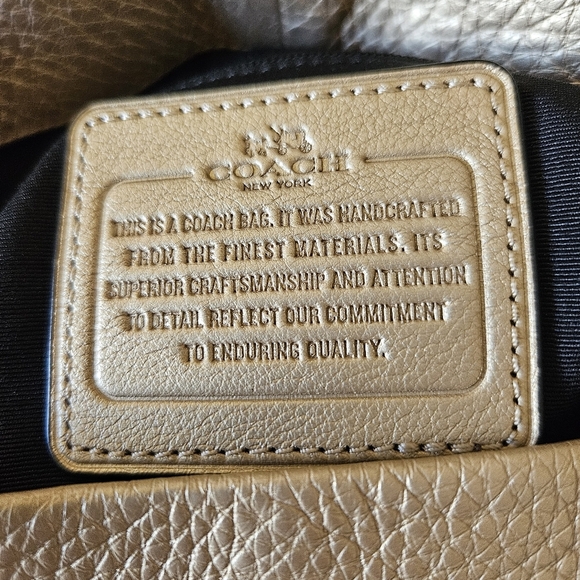 COACH
NEW YORK
THIS IS A COACH BAG. IT WAS HANDCRAFTED
FROM THE FINEST MATERIALS. ITS
SUPERIOR CRAFTSMANSHIP AND ATTENTION
TO DETAIL REFLECT OUR COMMITMENT
TO ENDURING QUALITY.